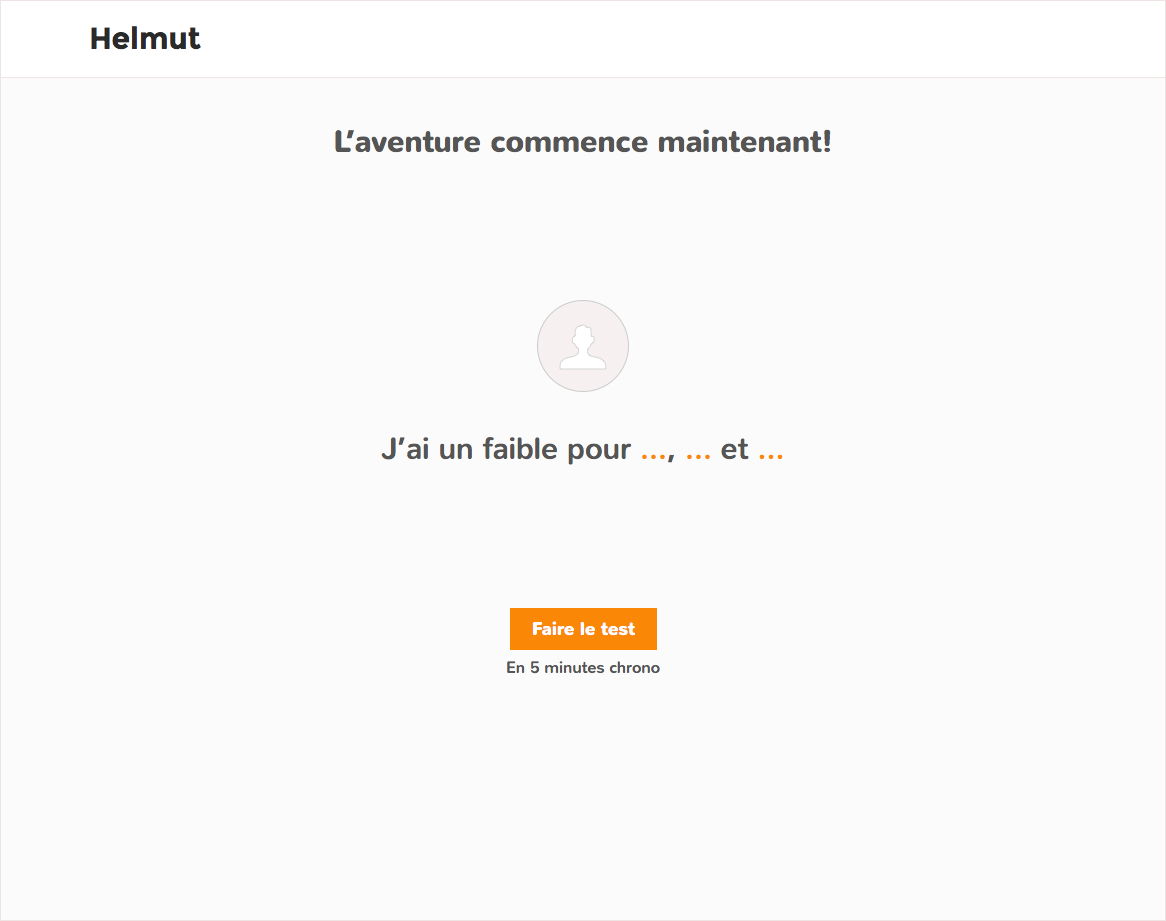 Helmut
L'aventure commence maintenant!
J'ai un faible pour ..., ... et ...
Faire le test
En 5 minutes chrono